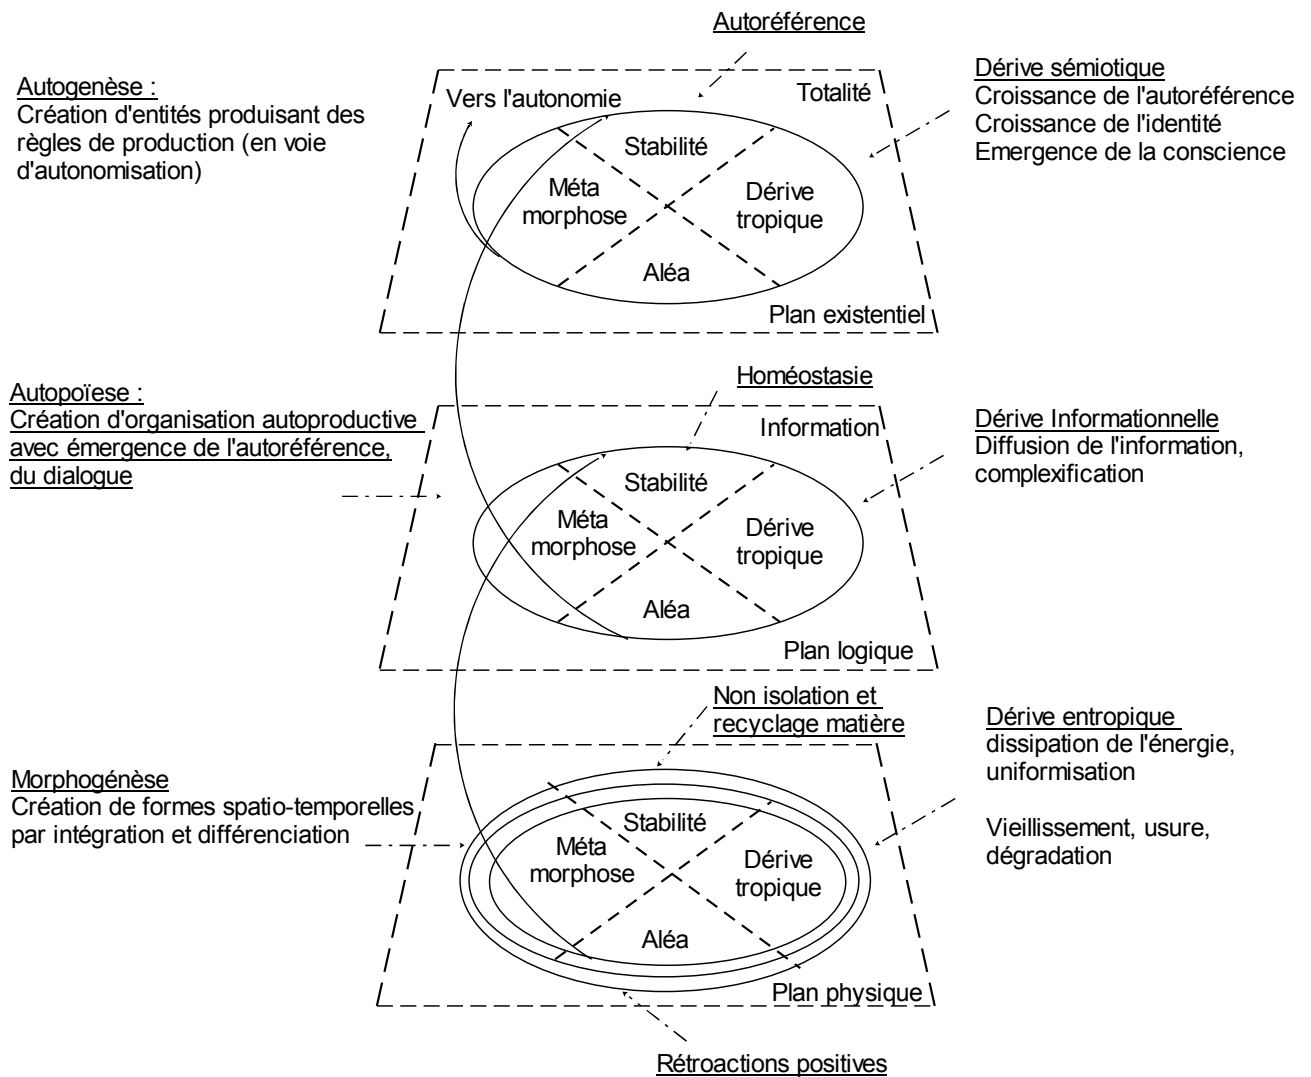 Autoréférence
Autogenèse :
Création d'entités produisant des
règles de production (en voie
d'autonomisation)
Vers l'autonomie
Totalité
Stabilité
Méta
morphose
Dérive
tropique
Aléa
Plan existentiel
Dérive sémiotique
Croissance de l'autoréférence
Croissance de l'identité
Emergence de la conscience
Autopoïese :
Création d'organisation autoproductive
avec émergence de l'autoréférence,
du dialogue
Homéostasie
Information
Stabilité
Méta
morphose
Dérive
tropique
Aléa
Plan logique
Dérive Informationnelle
Diffusion de l'information,
complexification
Non isolation et
recyclage matière
Morphogénèse
Création de formes spatio-temporelles
par intégration et différenciation
Stabilité
Méta
morphose
Dérive
tropique
Aléa
Plan physique
Dérive entropique
dissipation de l'énergie,
uniformisation
Vieillissement, usure,
dégradation
Rétroactions positives